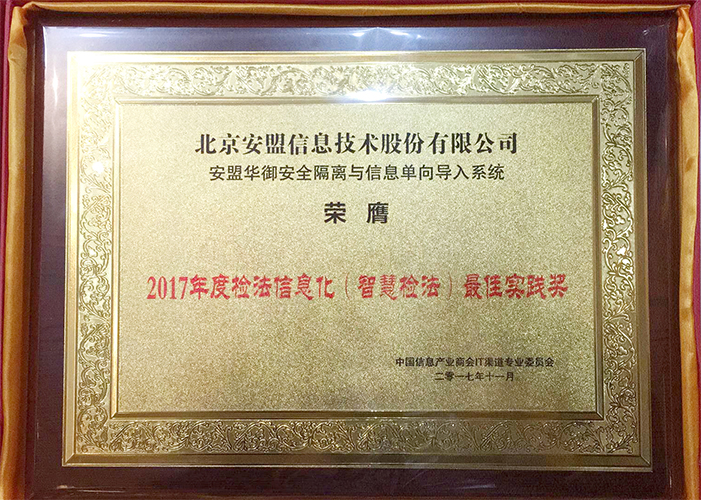 北京安盟信息技术股份有限公司
安盟华御安全隔离与信息单向导入系统
荣膺
2017年度检法信息化(智慧检法)最佳实践奖
中国信息产业商会IT渠道专业委员会
二零一七年十一月